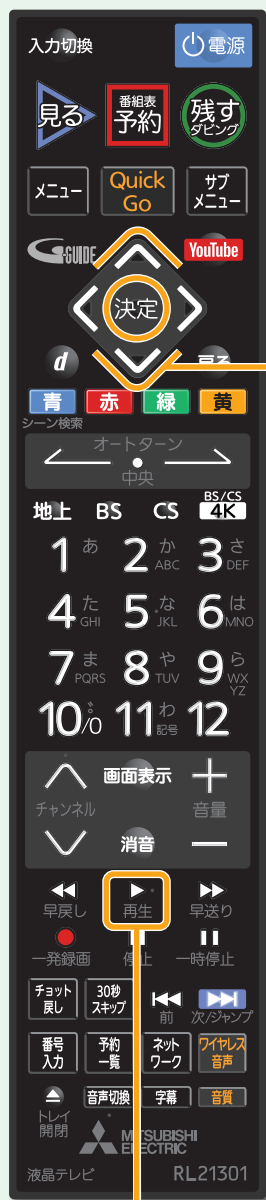 入力切換 電源
見る 番組表 予約 残す ダビング
メニュー Quick Go サブメニュー
G-GUIDE YouTube
決定
d 戻る
青 赤 緑 黄
シーン検索
オートターン
中央
地上 BS CS BS/CS 4K
1 あ 2 か ABC 3 さ DEF
4 た GHI 5 な JKL 6 は MNO
7 ま PQRS 8 や TUV 9 ら WXYZ
10/0 11 わ 記号 12
画面表示
チャンネル 音量
消音
早戻し 再生 早送り
一発録画 停止 一時停止
チョット戻し 30秒スキップ 前 次/ジャンプ
番号入力 予約一覧 ネットワーク ワイヤレス音声
音声切換 字幕 音質
トレイ開閉
MITSUBISHI ELECTRIC
液晶テレビ RL21301